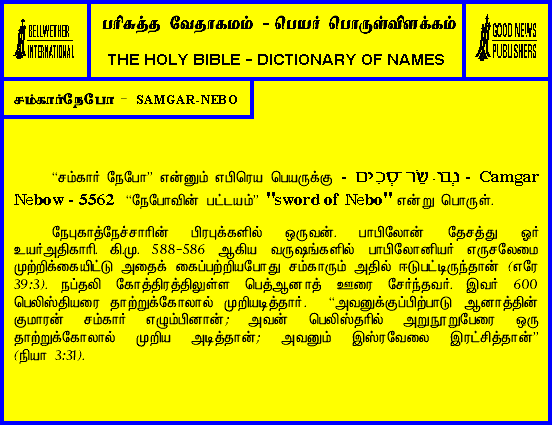 BELLWETHER
INTERNATIONAL
பரிசுத்த வேதாகமம் - பெயர் பொருள்விளக்கம்
THE HOLY BIBLE - DICTIONARY OF NAMES
GOOD NEWS
PUBLISHERS
சம்கார்நேபோ - SAMGAR-NEBO
“சம்கார் நேபோ” என்னும் எபிரெய பெயருக்கு - - Camgar
Nebow - 5562 “நேபோவின் பட்டயம்” "sword of Nebo" என்று பொருள்.
நேபுகாத்நேச்சாரின் பிரபுக்களில் ஒருவன். பாபிலோன் தேசத்து ஓர்
உயர்அதிகாரி. கி.மு. 588-586 ஆகிய வருஷங்களில் பாபிலோனியர் எருசலேமை
முற்றிக்கையிட்டு அதைக் கைப்பற்றியபோது சம்காரும் அதில் ஈடுபட்டிருந்தான் (எரே
39:3). நப்தலி கோத்திரத்திலுள்ள பெத்ஆனாத் ஊரை சேர்ந்தவர். இவர் 600
பெலிஸ்தியரை தாற்றுக்கோலால் முறியடித்தார். “அவனுக்குப்பிற்பாடு ஆனாத்தின்
குமாரன் சம்கார் எழும்பினான்; அவன் பெலிஸ்தரில் அறுநூறுபேரை ஒரு
தாற்றுக்கோலால் முறிய அடித்தான்; அவனும் இஸ்ரவேலை இரட்சித்தான்”
(நியா 3:31).